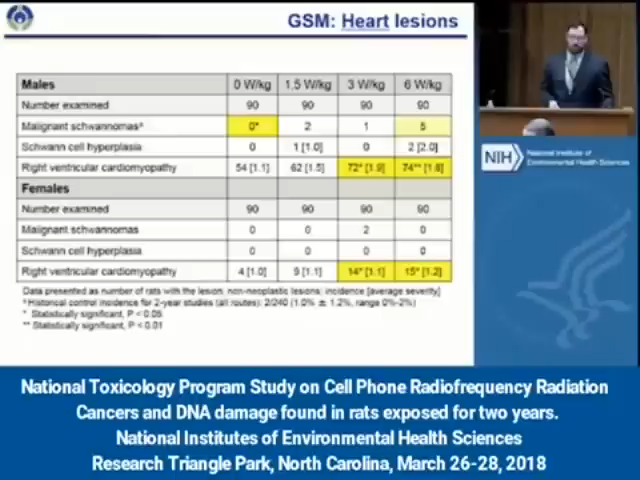 GSM: Heart lesions
Males 0 W/kg 1.5 W/kg 3 W/kg 6 W/kg
Number examined 90 90 90 90
Malignant schwannomasᵃ 0* 2 1 5
Schwann cell hyperplasia 0 1 [1.0] 0 2 [2.0]
Right ventricular cardiomyopathy 54 [1.1] 62 [1.5] 72* [1.9] 74** [1.8]
Females
Number examined 90 90 90 90
Malignant schwannomas 0 0 2 0
Schwann cell hyperplasia 0 0 0 0
Right ventricular cardiomyopathy 4 [1.0] 9 [1.1] 14* [1.1] 15* [1.2]
Data presented as number of rats with the lesion; non-neoplastic lesions: incidence [average severity]
ᵃ Historical control incidence for 2-year studies (all routes): 2/240 (1.0% ± 1.2%, range 0%-2%)
* Statistically significant, P < 0.05
** Statistically significant, P < 0.01
NIH National Institute of
Environmental Health Sciences
National Toxicology Program Study on Cell Phone Radiofrequency Radiation
Cancers and DNA damage found in rats exposed for two years.
National Institutes of Environmental Health Sciences
Research Triangle Park, North Carolina, March 26-28, 2018